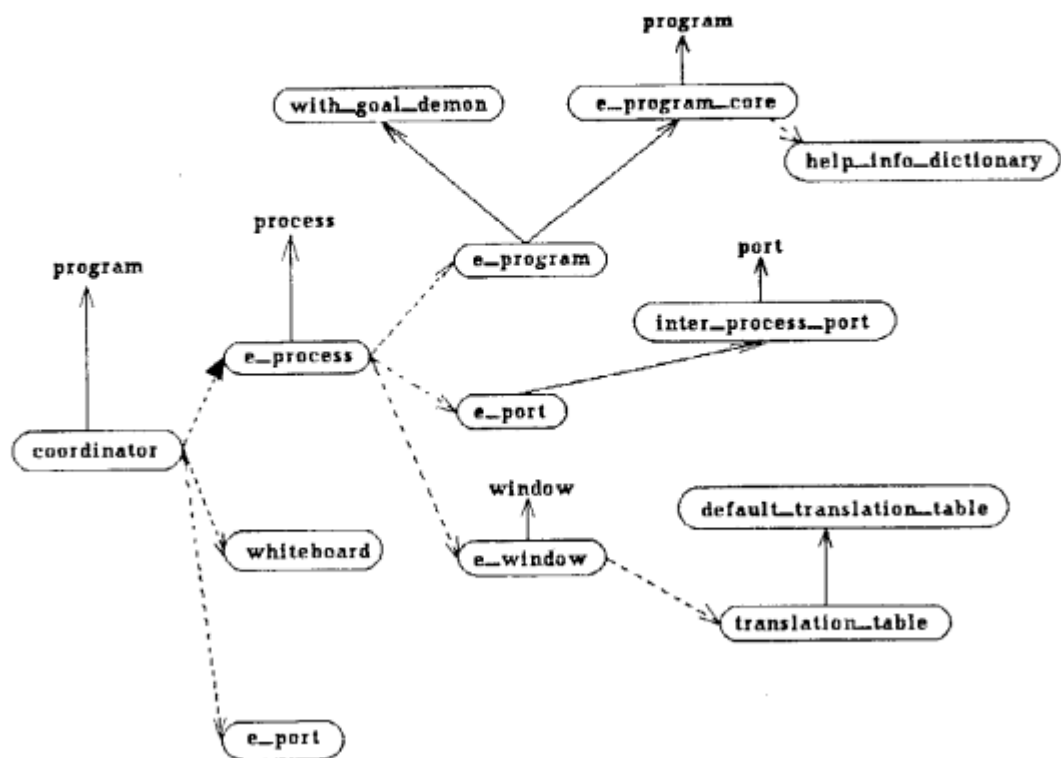 program
with_goal_demon
e_program_core
help_info_dictionary
process
program
e_program
port
inter_process_port
e_process
e_port
coordinator
window
default_translation_table
whiteboard
e_window
translation_table
e_port